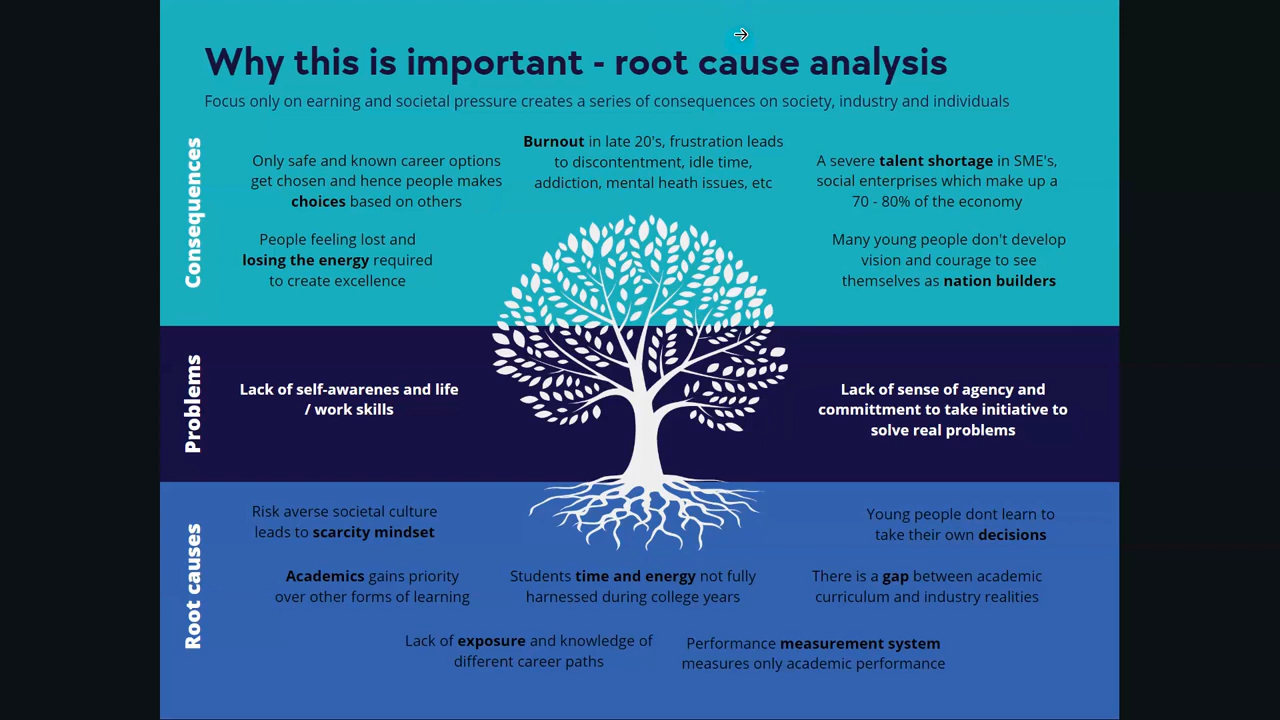 Why this is important - root cause analysis
Focus only on earning and societal pressure creates a series of consequences on society, industry and individuals
Consequences
Only safe and known career options
get chosen and hence people makes
choices based on others
Burnout in late 20's, frustration leads
to discontentment, idle time,
addiction, mental heath issues, etc
A severe talent shortage in SME's,
social enterprises which make up a
70 - 80% of the economy
People feeling lost and
losing the energy required
to create excellence
Many young people don't develop
vision and courage to see
themselves as nation builders
Problems
Lack of self-awarenes and life
/ work skills
Lack of sense of agency and
committment to take initiative to
solve real problems
Root causes
Risk averse societal culture
leads to scarcity mindset
Young people dont learn to
take their own decisions
Academics gains priority
over other forms of learning
Students time and energy not fully
harnessed during college years
There is a gap between academic
curriculum and industry realities
Lack of exposure and knowledge of
different career paths
Performance measurement system
measures only academic performance